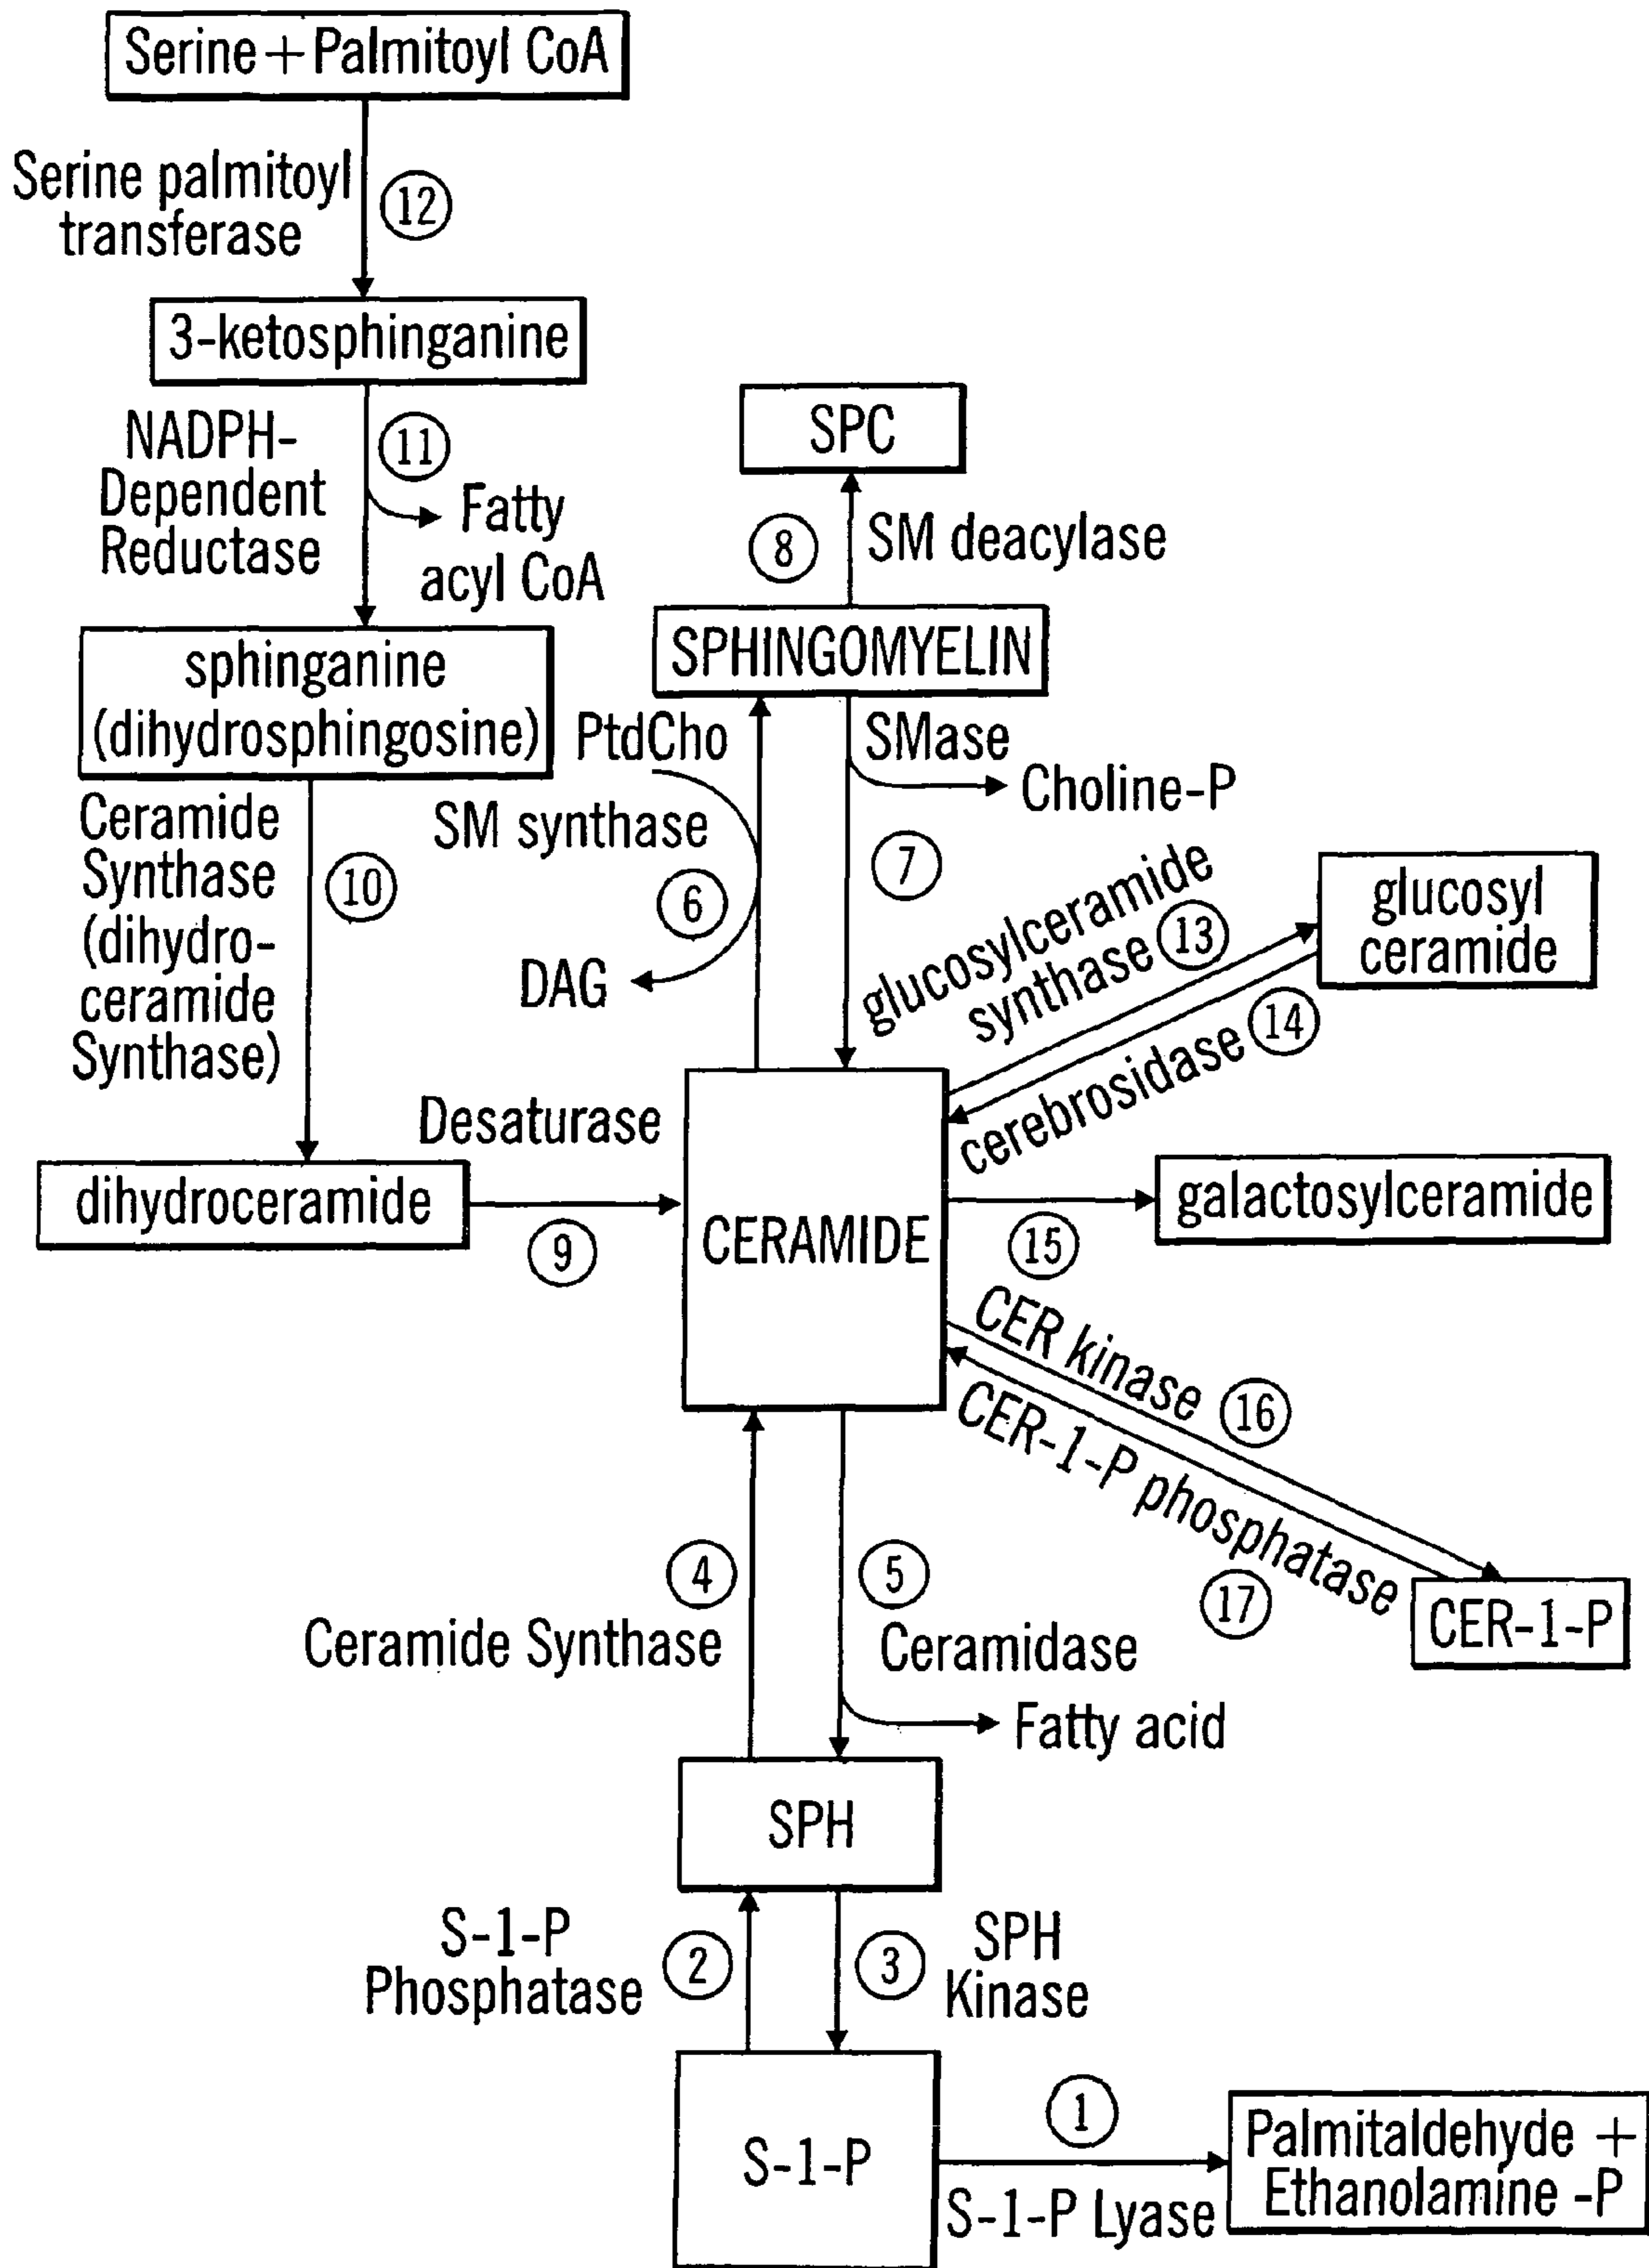 Serine+Palmitoyl CoA
Serine palmitoyl
transferase
12
3-ketosphinganine
NADPH-
Dependent
Reductase
11
Fatty
acyl CoA
SPC
8
SM deacylase
sphinganine
(dihydrosphingosine)
SPHINGOMYELIN
PtdCho
SM synthase
6
DAG
SMase
Choline-P
7
Ceramide
Synthase
(dihydro-
ceramide
Synthase)
10
glucosylceramide
synthase
13
glucosyl
ceramide
cerebrosidase
14
Desaturase
dihydroceramide
9
CERAMIDE
galactosylceramide
15
CER kinase
16
CER-1-P phosphatase
17
CER-1-P
4
Ceramide Synthase
5
Ceramidase
Fatty acid
SPH
S-1-P
Phosphatase
2
3
SPH
Kinase
S-1-P
1
S-1-P Lyase
Palmitaldehyde +
Ethanolamine -P